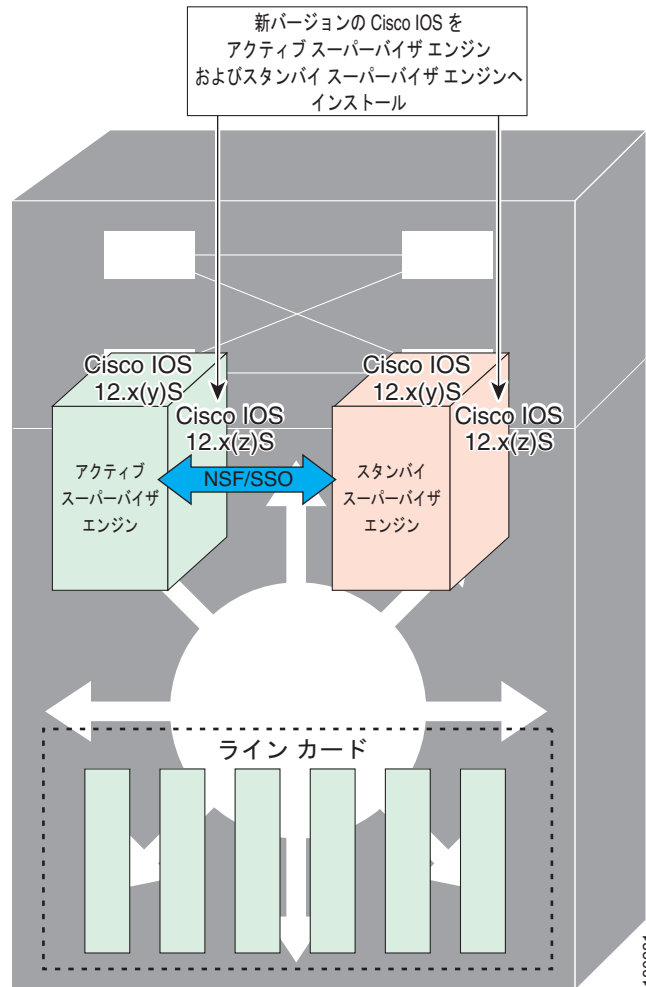 新バージョンの Cisco IOS を
アクティブ スーパーバイザ エンジン
およびスタンバイ スーパーバイザ エンジンへ
インストール
Cisco IOS
12.x(y)S
Cisco IOS
12.x(z)S
Cisco IOS
12.x(y)S
Cisco IOS
12.x(z)S
アクティブ
スーパーバイザ
エンジン
NSF/SSO
スタンバイ
スーパーバイザ
エンジン
ライン カード